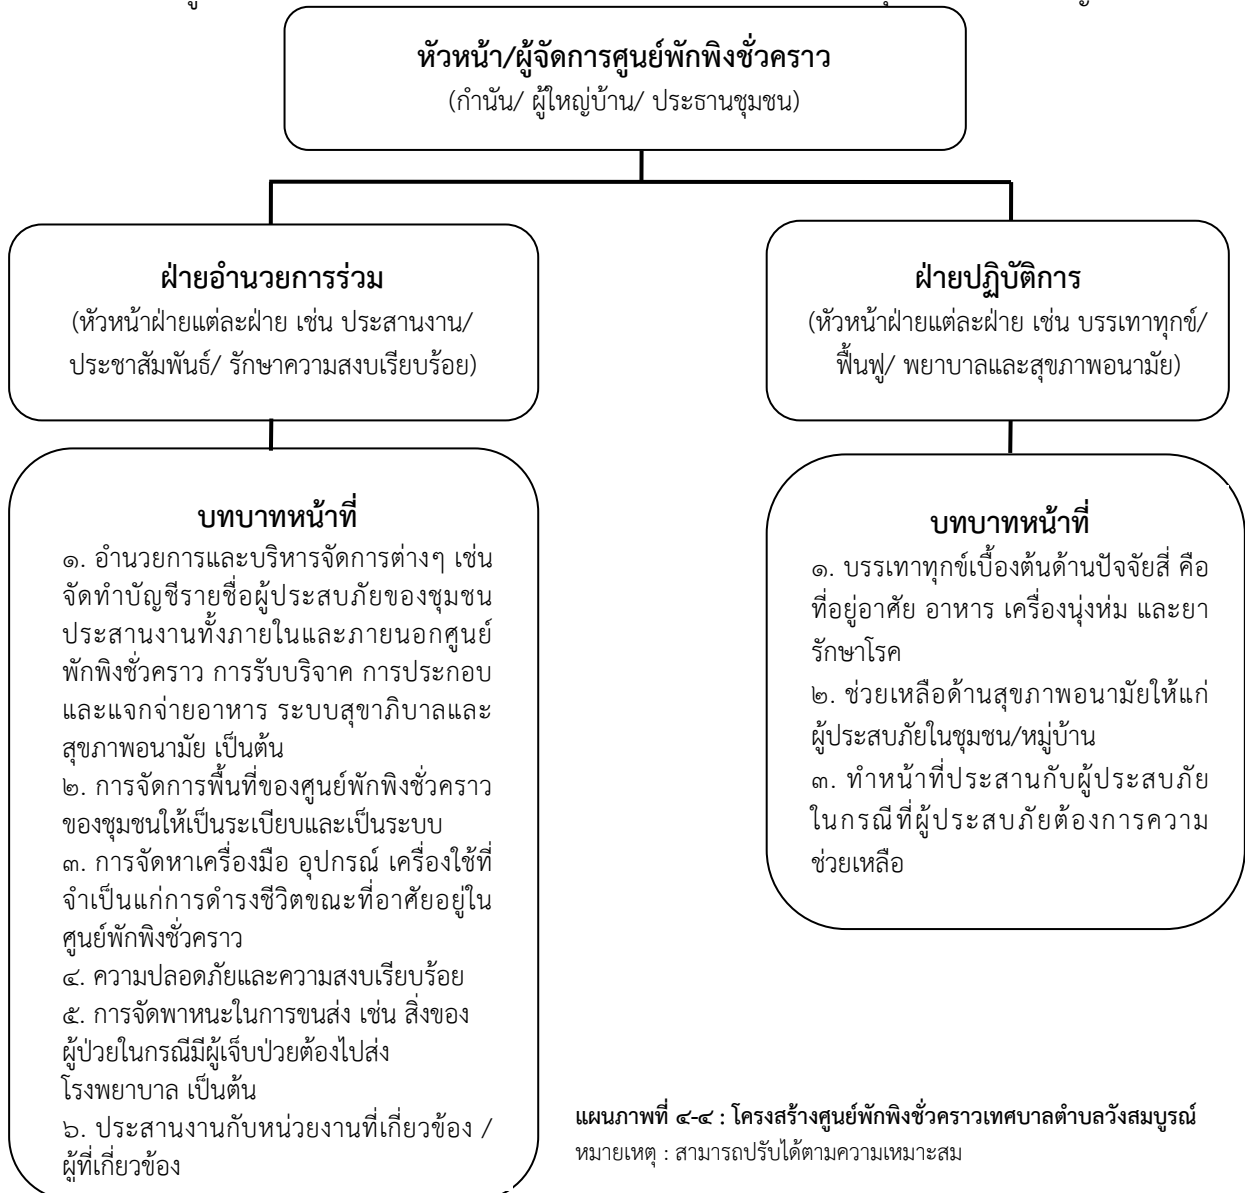 หัวหน้า/ผู้จัดการศูนย์พักพิงชั่วคราว
(กำนัน/ ผู้ใหญ่บ้าน/ ประธานชุมชน)
ฝ่ายอำนวยการร่วม
(หัวหน้าฝ่ายแต่ละฝ่าย เช่น ประสานงาน/
ประชาสัมพันธ์/ รักษาความสงบเรียบร้อย)
ฝ่ายปฏิบัติการ
(หัวหน้าฝ่ายแต่ละฝ่าย เช่น บรรเทาทุกข์/
ฟื้นฟู/ พยาบาลและสุขภาพอนามัย)
บทบาทหน้าที่
๑. อำนวยการและบริหารจัดการต่างๆ เช่น
จัดทำบัญชีรายชื่อผู้ประสบภัยของชุมชน
ประสานงานทั้งภายในและภายนอกศูนย์
พักพิงชั่วคราว การรับบริจาค การประกอบ
และแจกจ่ายอาหาร ระบบสุขาภิบาลและ
สุขภาพอนามัย เป็นต้น
๒. การจัดการพื้นที่ของศูนย์พักพิงชั่วคราว
ของชุมชนให้เป็นระเบียบและเป็นระบบ
๓. การจัดหาเครื่องมือ อุปกรณ์ เครื่องใช้ที่
จำเป็นแก่การดำรงชีวิตขณะที่อาศัยอยู่ใน
ศูนย์พักพิงชั่วคราว
๔. ความปลอดภัยและความสงบเรียบร้อย
๕. การจัดพาหนะในการขนส่ง เช่น สิ่งของ
ผู้ป่วยในกรณีมีผู้เจ็บป่วยต้องไปส่ง
โรงพยาบาล เป็นต้น
๖. ประสานงานกับหน่วยงานที่เกี่ยวข้อง /
ผู้ที่เกี่ยวข้อง
บทบาทหน้าที่
๑. บรรเทาทุกข์เบื้องต้นด้านปัจจัยสี่ คือ
ที่อยู่อาศัย อาหาร เครื่องนุ่งห่ม และยา
รักษาโรค
๒. ช่วยเหลือด้านสุขภาพอนามัยให้แก่
ผู้ประสบภัยในชุมชน/หมู่บ้าน
๓. ทำหน้าที่ประสานกับผู้ประสบภัย
ในกรณีที่ผู้ประสบภัยต้องการความ
ช่วยเหลือ
แผนภาพที่ ๔-๔ : โครงสร้างศูนย์พักพิงชั่วคราวเทศบาลตำบลวังสมบูรณ์
หมายเหตุ : สามารถปรับได้ตามความเหมาะสม